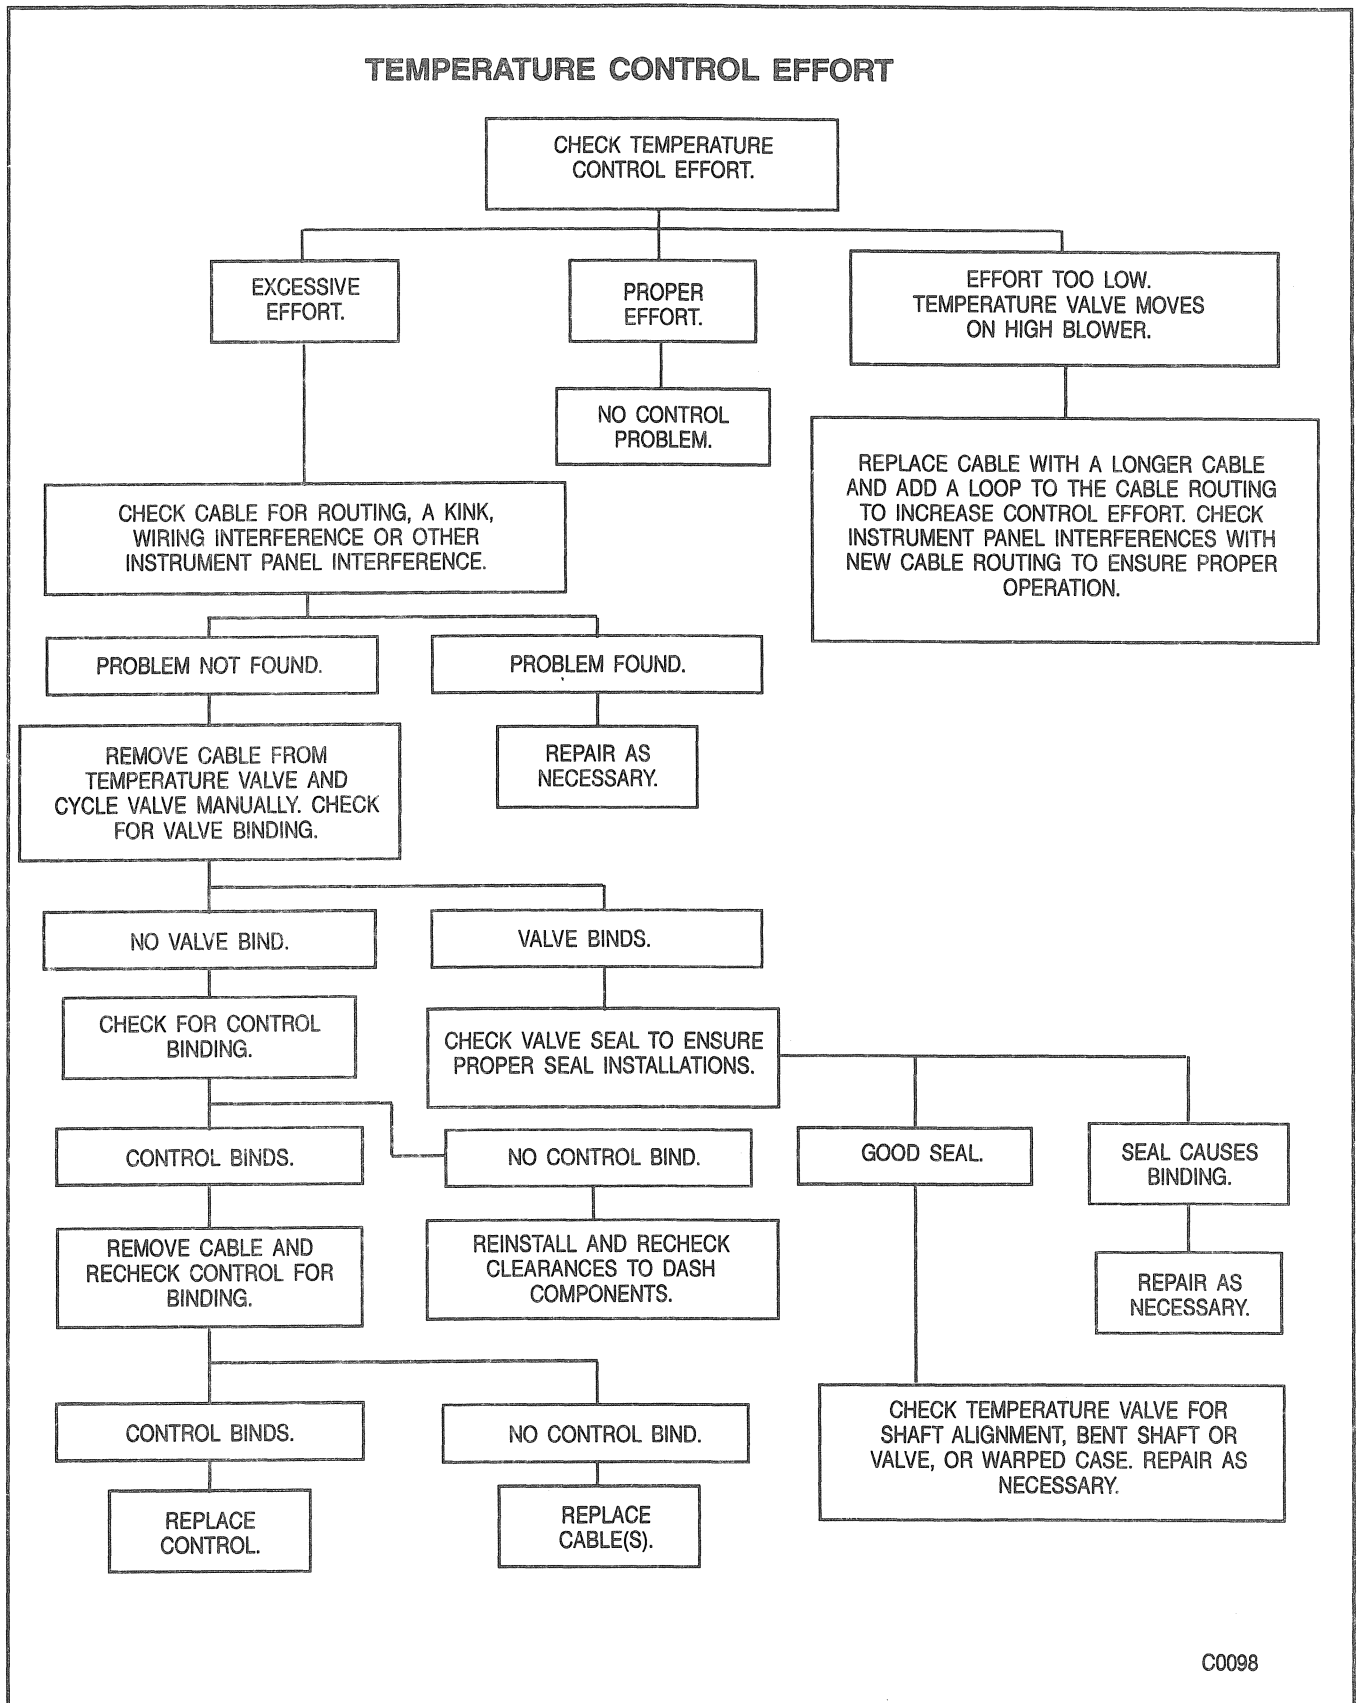 TEMPERATURE CONTROL EFFORT
CHECK TEMPERATURE
CONTROL EFFORT.
EXCESSIVE
EFFORT.
PROPER
EFFORT.
EFFORT TOO LOW.
TEMPERATURE VALVE MOVES
ON HIGH BLOWER.
NO CONTROL
PROBLEM.
REPLACE CABLE WITH A LONGER CABLE
AND ADD A LOOP TO THE CABLE ROUTING
TO INCREASE CONTROL EFFORT. CHECK
INSTRUMENT PANEL INTERFERENCES WITH
NEW CABLE ROUTING TO ENSURE PROPER
OPERATION.
CHECK CABLE FOR ROUTING, A KINK,
WIRING INTERFERENCE OR OTHER
INSTRUMENT PANEL INTERFERENCE.
PROBLEM NOT FOUND.
PROBLEM FOUND.
REMOVE CABLE FROM
TEMPERATURE VALVE AND
CYCLE VALVE MANUALLY. CHECK
FOR VALVE BINDING.
REPAIR AS
NECESSARY.
NO VALVE BIND.
VALVE BINDS.
CHECK FOR CONTROL
BINDING.
CHECK VALVE SEAL TO ENSURE
PROPER SEAL INSTALLATIONS.
CONTROL BINDS.
NO CONTROL BIND.
GOOD SEAL.
SEAL CAUSES
BINDING.
REMOVE CABLE AND
RECHECK CONTROL FOR
BINDING.
REINSTALL AND RECHECK
CLEARANCES TO DASH
COMPONENTS.
REPAIR AS
NECESSARY.
CONTROL BINDS.
NO CONTROL BIND.
CHECK TEMPERATURE VALVE FOR
SHAFT ALIGNMENT, BENT SHAFT OR
VALVE, OR WARPED CASE. REPAIR AS
NECESSARY.
REPLACE
CONTROL.
REPLACE
CABLE(S).
C0098